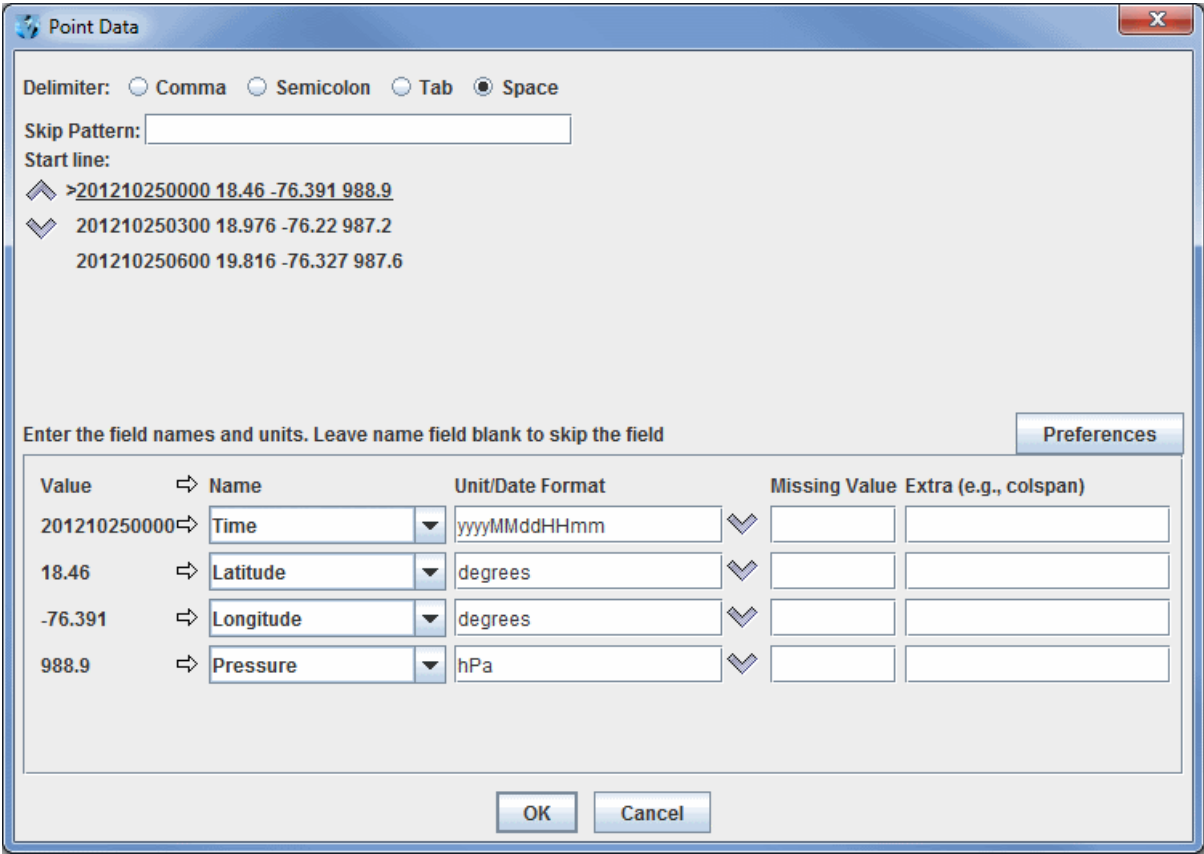 Point Data
Delimiter: Comma Semicolon Tab Space
Skip Pattern:
Start line:
>201210250000 18.46 -76.391 988.9
201210250300 18.976 -76.22 987.2
201210250600 19.816 -76.327 987.6
Enter the field names and units. Leave name field blank to skip the field Preferences
Value Name Unit/Date Format Missing Value Extra (e.g., colspan)
201210250000 Time yyyyMMddHHmm
18.46 Latitude degrees
-76.391 Longitude degrees
988.9 Pressure hPa
OK Cancel